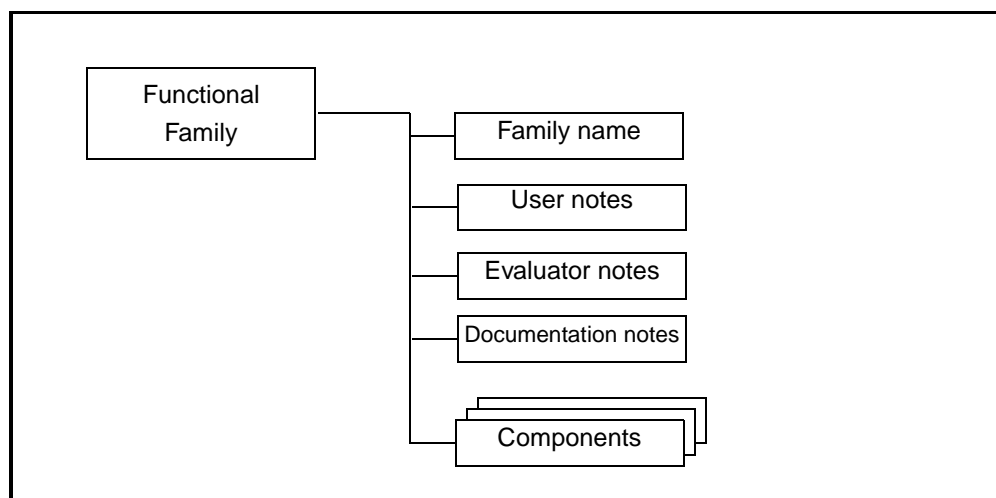 Functional
Family
Family name
User notes
Evaluator notes
Documentation notes
Components